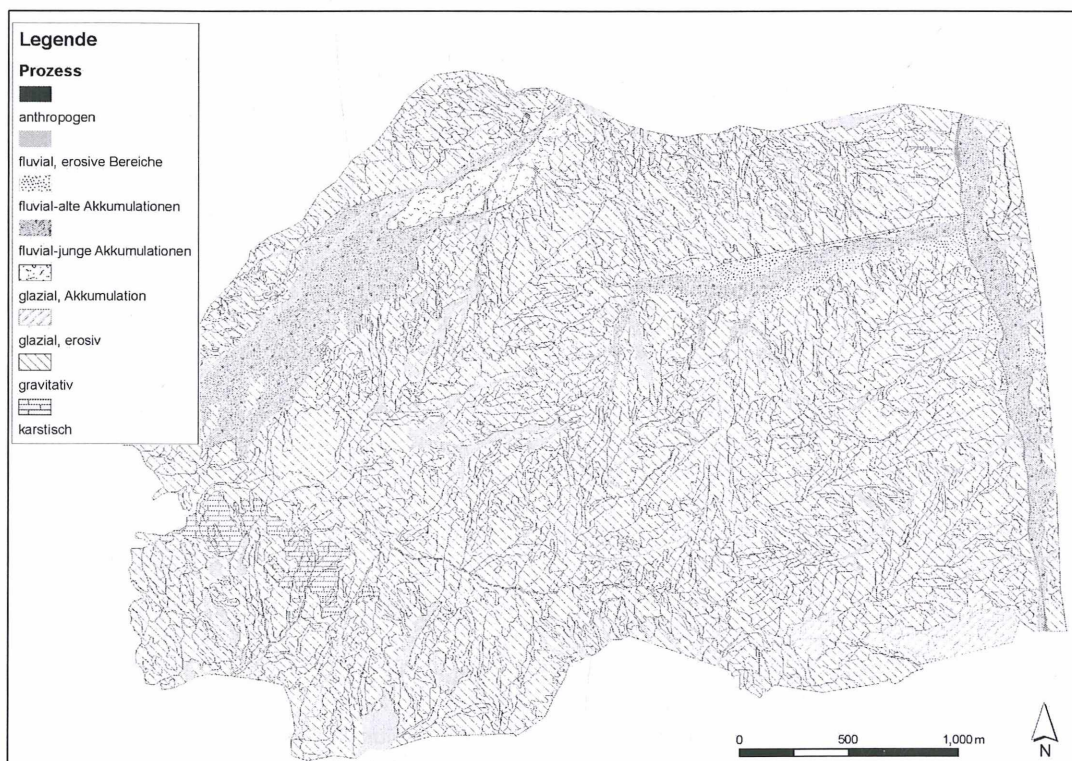 Legende
Prozess
anthropogen
fluvial, erosive Bereiche
fluvial-alte Akkumulationen
fluvial-junge Akkumulationen
glazial, Akkumulation
glazial, erosiv
gravitativ
karstisch
0 500 1,000 m
N